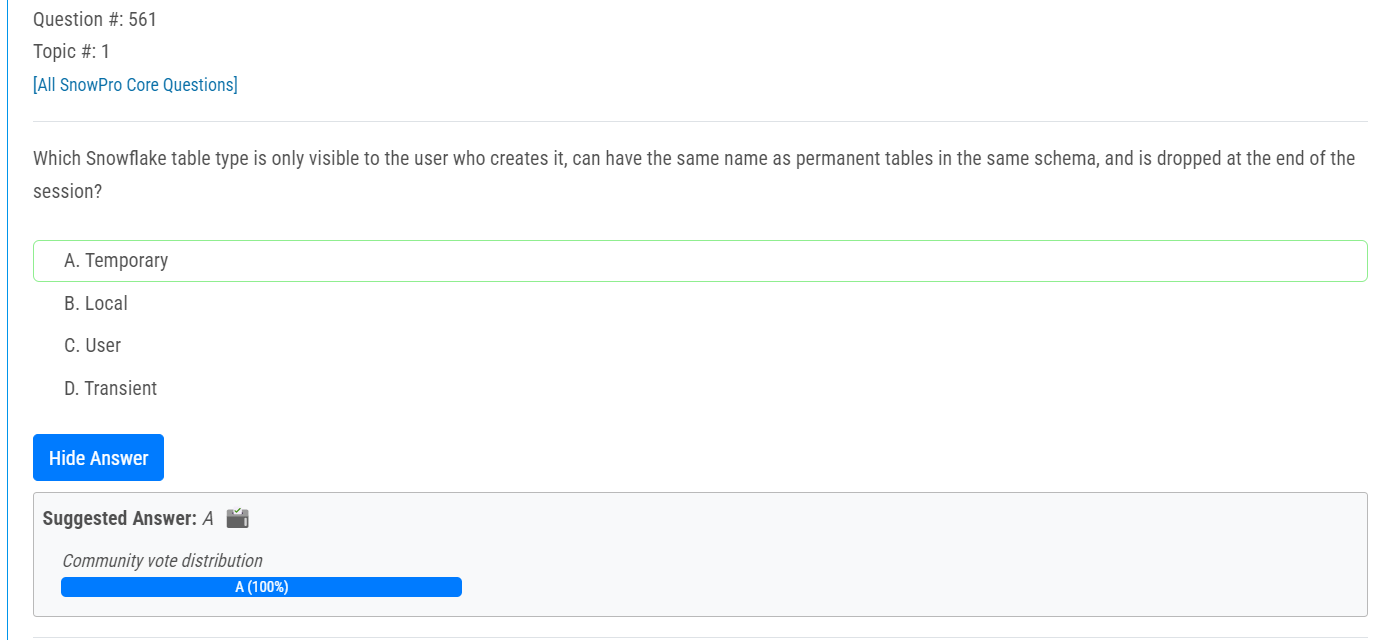 Question #: 561
Topic #: 1
[All SnowPro Core Questions]
Which Snowflake table type is only visible to the user who creates it, can have the same name as permanent tables in the same schema, and is dropped at the end of the
session?
A. Temporary
B. Local
C. User
D. Transient
Hide Answer
Suggested Answer: A
Community vote distribution
A (100%)